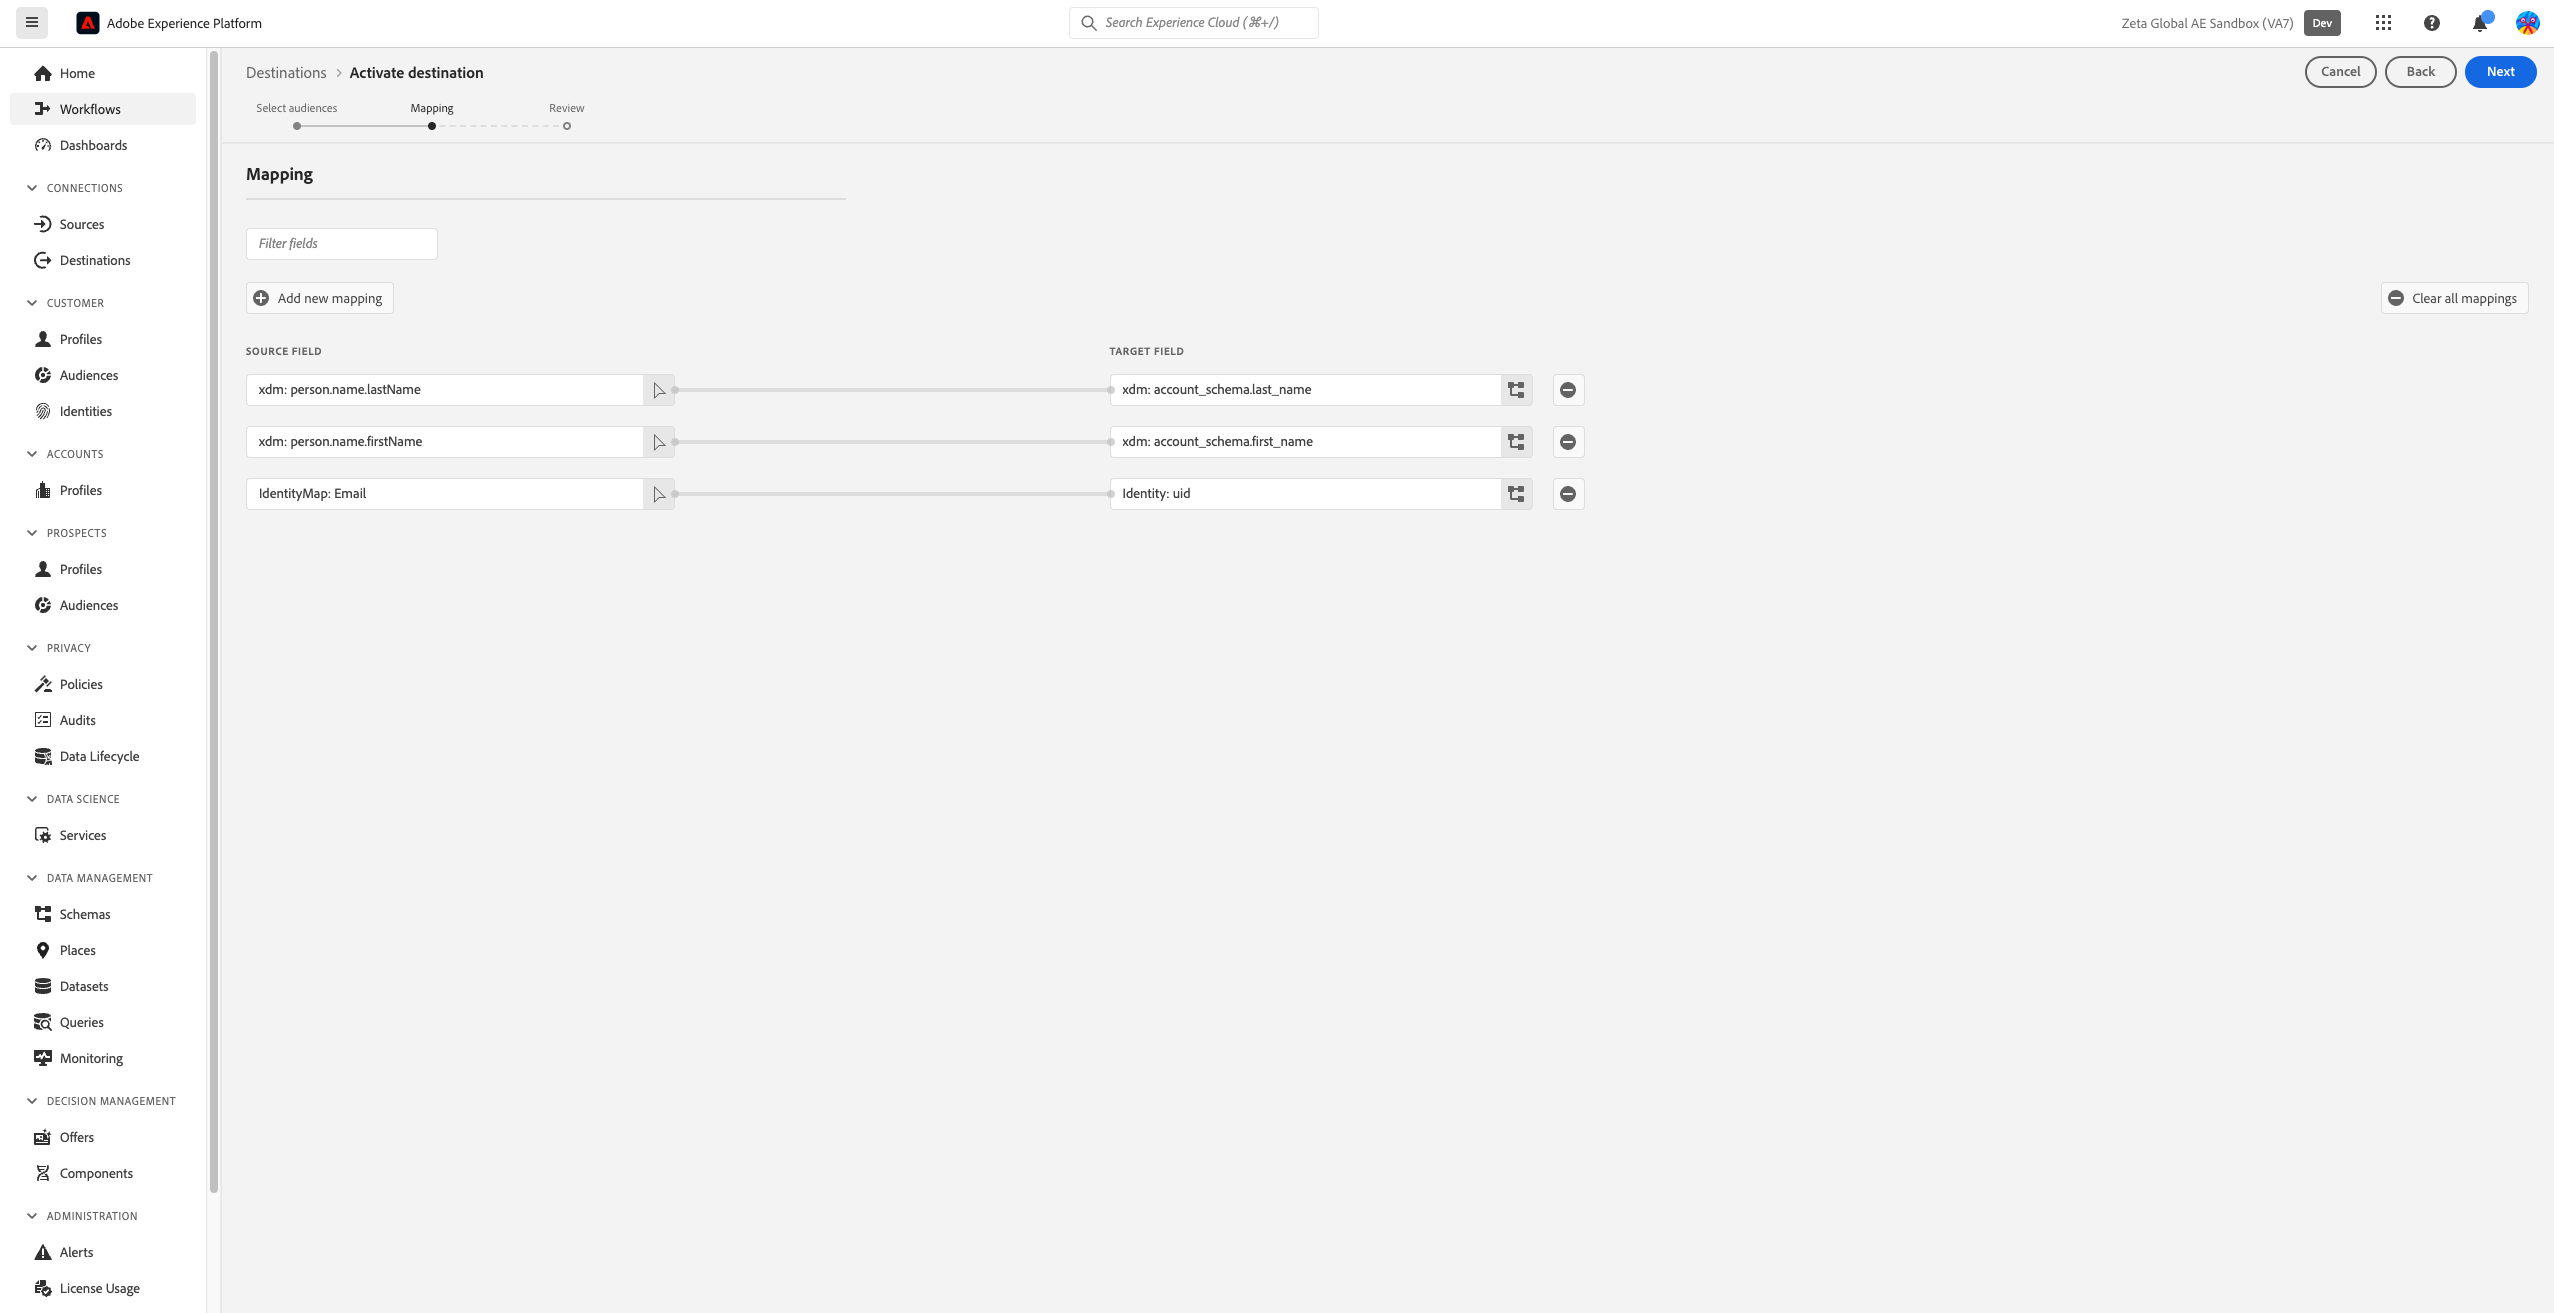 Adobe Experience Platform
Search Experience Cloud (⌘+/)
Zeta Global AE Sandbox (VA7)
Dev
Home
Workflows
Dashboards
CONNECTIONS
Sources
Destinations
CUSTOMER
Profiles
Audiences
Identities
ACCOUNTS
Profiles
PROSPECTS
Profiles
Audiences
PRIVACY
Policies
Audits
Data Lifecycle
DATA SCIENCE
Services
DATA MANAGEMENT
Schemas
Places
Datasets
Queries
Monitoring
DECISION MANAGEMENT
Offers
Components
ADMINISTRATION
Alerts
License Usage
Destinations > Activate destination
Cancel
Back
Next
Select audiences
Mapping
Review
Mapping
Filter fields
Add new mapping
Clear all mappings
SOURCE FIELD
TARGET FIELD
xdm: person.name.lastName
xdm: account_schema.last_name
xdm: person.name.firstName
xdm: account_schema.first_name
IdentityMap: Email
Identity: uid